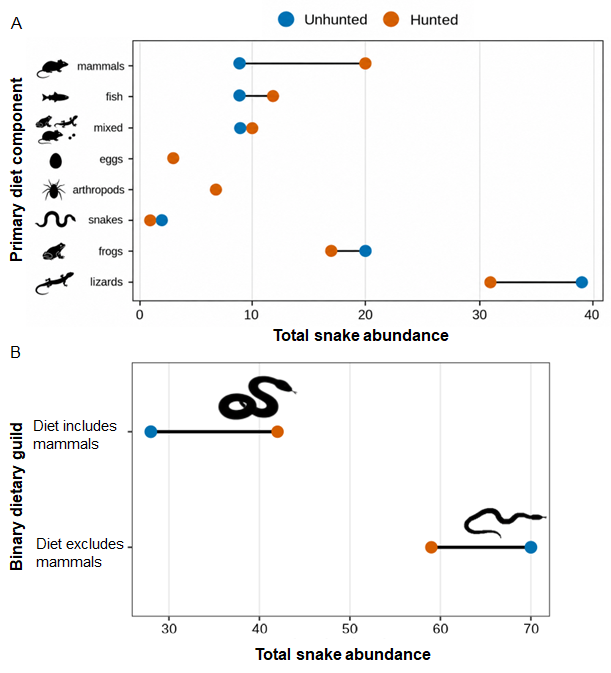 A
Unhunted Hunted
Primary diet component
mammals
fish
mixed
eggs
arthropods
snakes
frogs
lizards
0 10 20 30 40
Total snake abundance
B
Binary dietary guild
Diet includes
mammals
Diet excludes
mammals
30 40 50 60 70
Total snake abundance